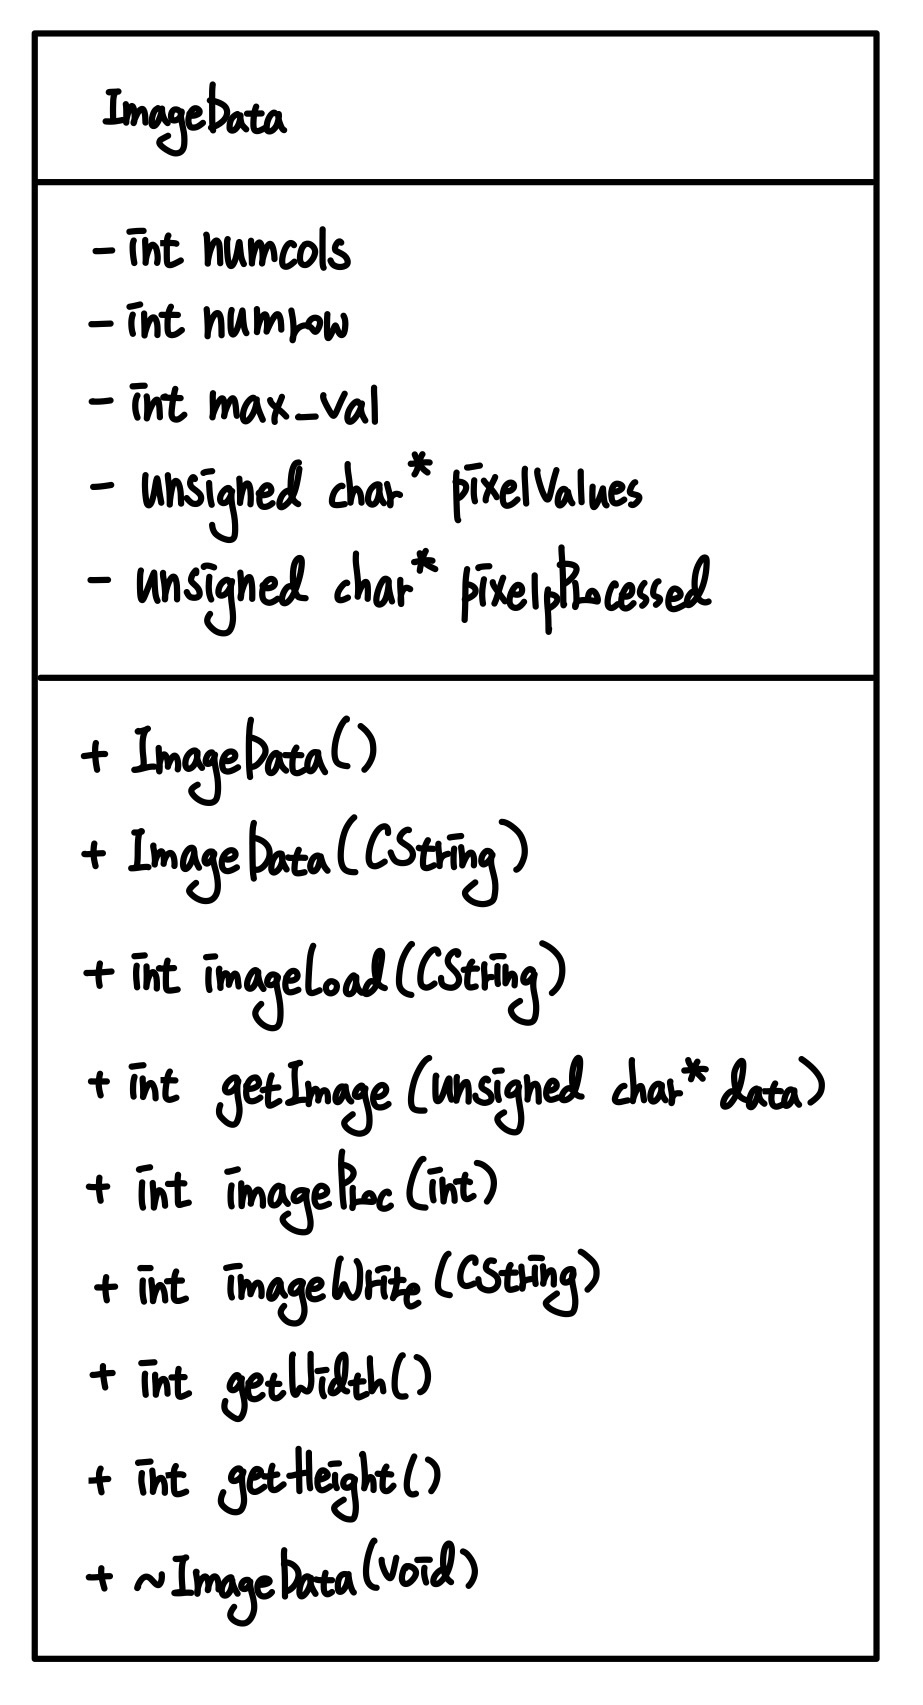 ImageData
- int numcols
- int numrow
- int max_val
- unsigned char* pixelValues
- unsigned char* pixelpProcessed
+ ImageData()
+ ImageData(CString)
+ int imageLoad(CString)
+ int getImage(unsigned char* data)
+ int imageProc(int)
+ int imageWrite(CString)
+ int getWidth()
+ int getHeight()
+ ~ImageData(void)